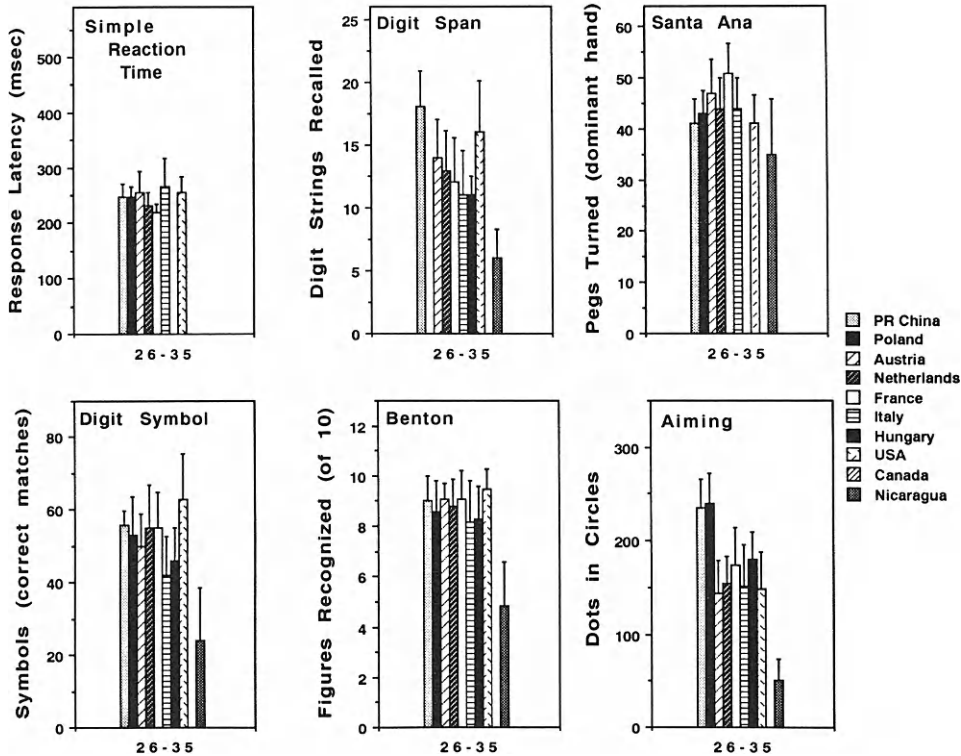 Simple
Reaction
Time
Response Latency (msec)
500
400
300
200
100
0
26-35
Digit Span
Digit Strings Recalled
25
20
15
10
5
0
26-35
Santa Ana
Pegs Turned (dominant hand)
60
50
40
30
20
10
0
26-35
PR China
Poland
Austria
Netherlands
France
Italy
Hungary
USA
Canada
Nicaragua
Digit Symbol
Symbols (correct matches)
80
60
40
20
0
26-35
Benton
Figures Recognized (of 10)
12
10
8
6
4
2
0
26-35
Aiming
Dots in Circles
300
200
100
0
26-35